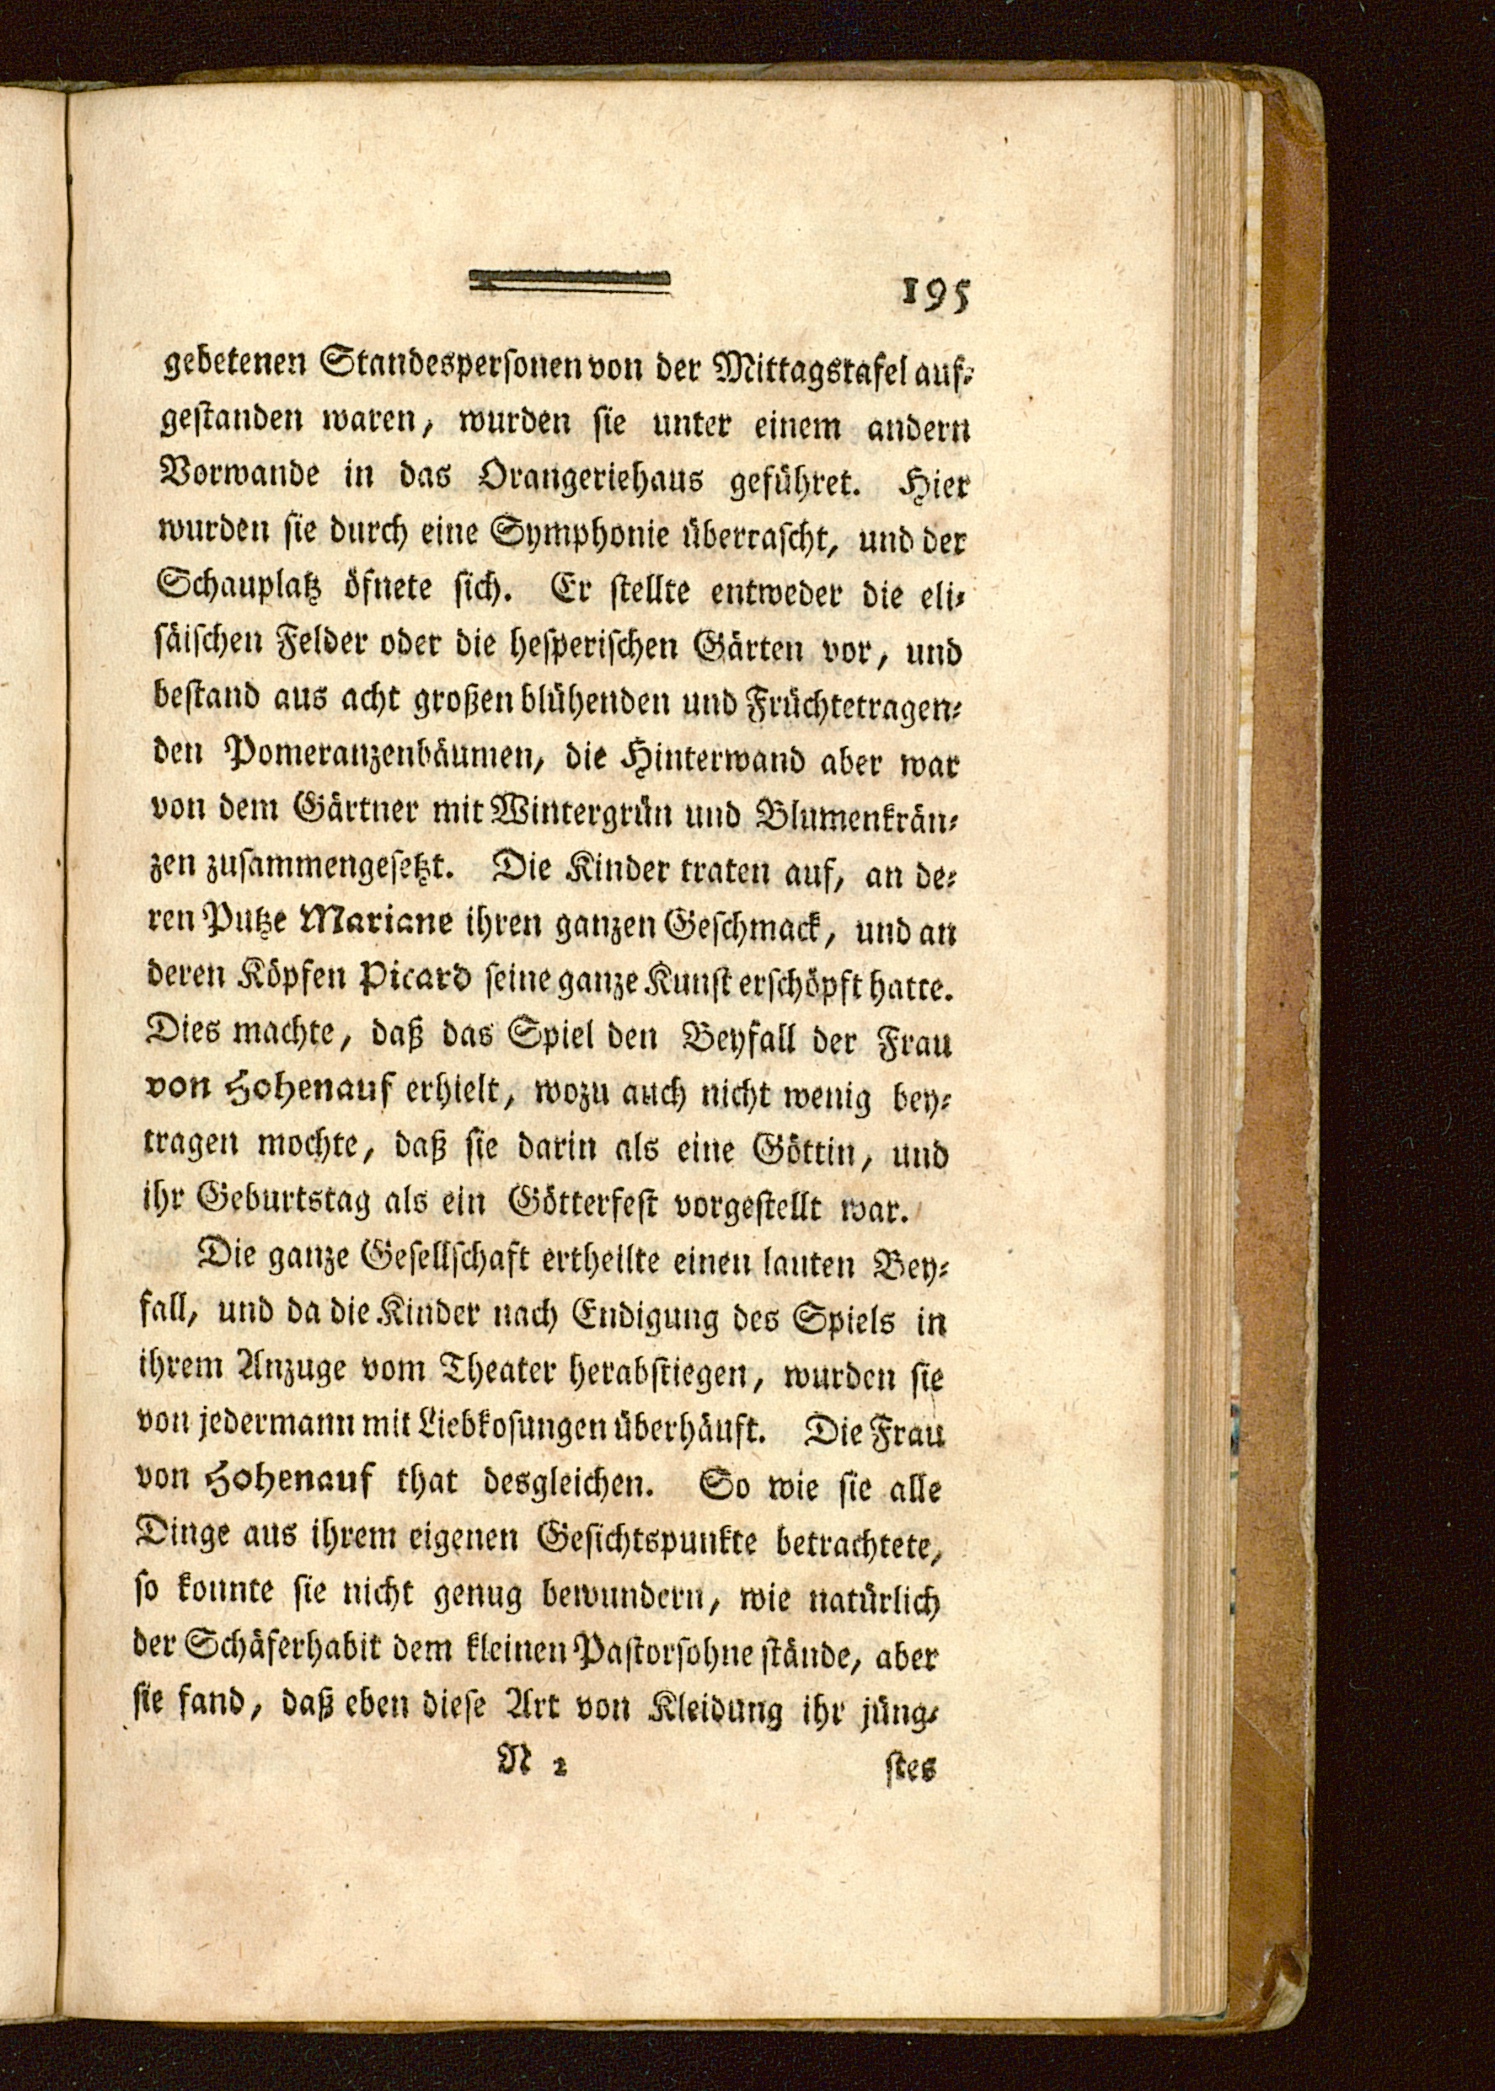 195
gebetenen Standespersonen von der Mittagstafel auf-
gestanden waren, wurden sie unter einem andern
Vorwande in das Orangeriehaus geführet. Hier
wurden sie durch eine Symphonie überrascht, und der
Schauplatz öfnete sich. Er stellte entweder die eli-
säischen Felder oder die hesperischen Gärten vor, und
bestand aus acht großen blühenden und Früchtetragen-
den Pomeranzenbäumen, die Hinterwand aber war
von dem Gärtner mit Wintergrün und Blumenkrän-
zen zusammengesetzt. Die Kinder traten auf, an de-
ren Putze Mariane ihren ganzen Geschmack, und an
deren Köpfen Picard seine ganze Kunst erschöpft hatte.
Dies machte, daß das Spiel den Beyfall der Frau
von Hohenauf erhielt, wozu auch nicht wenig bey-
tragen mochte, daß sie darin als eine Göttin, und
ihr Geburtstag als ein Götterfest vorgestellt war.
Die ganze Gesellschaft ertheilte einen lauten Bey-
fall, und da die Kinder nach Endigung des Spiels in
ihrem Anzuge vom Theater herabstiegen, wurden sie
von jedermann mit Liebkosungen überhäuft. Die Frau
von Hohenauf that desgleichen. So wie sie alle
Dinge aus ihrem eigenen Gesichtspunkte betrachtete,
so konnte sie nicht genug bewundern, wie natürlich
der Schäferhabit dem kleinen Pastorsohne stände, aber
sie fand, daß eben diese Art von Kleidung ihr jüng-
N 2 stes